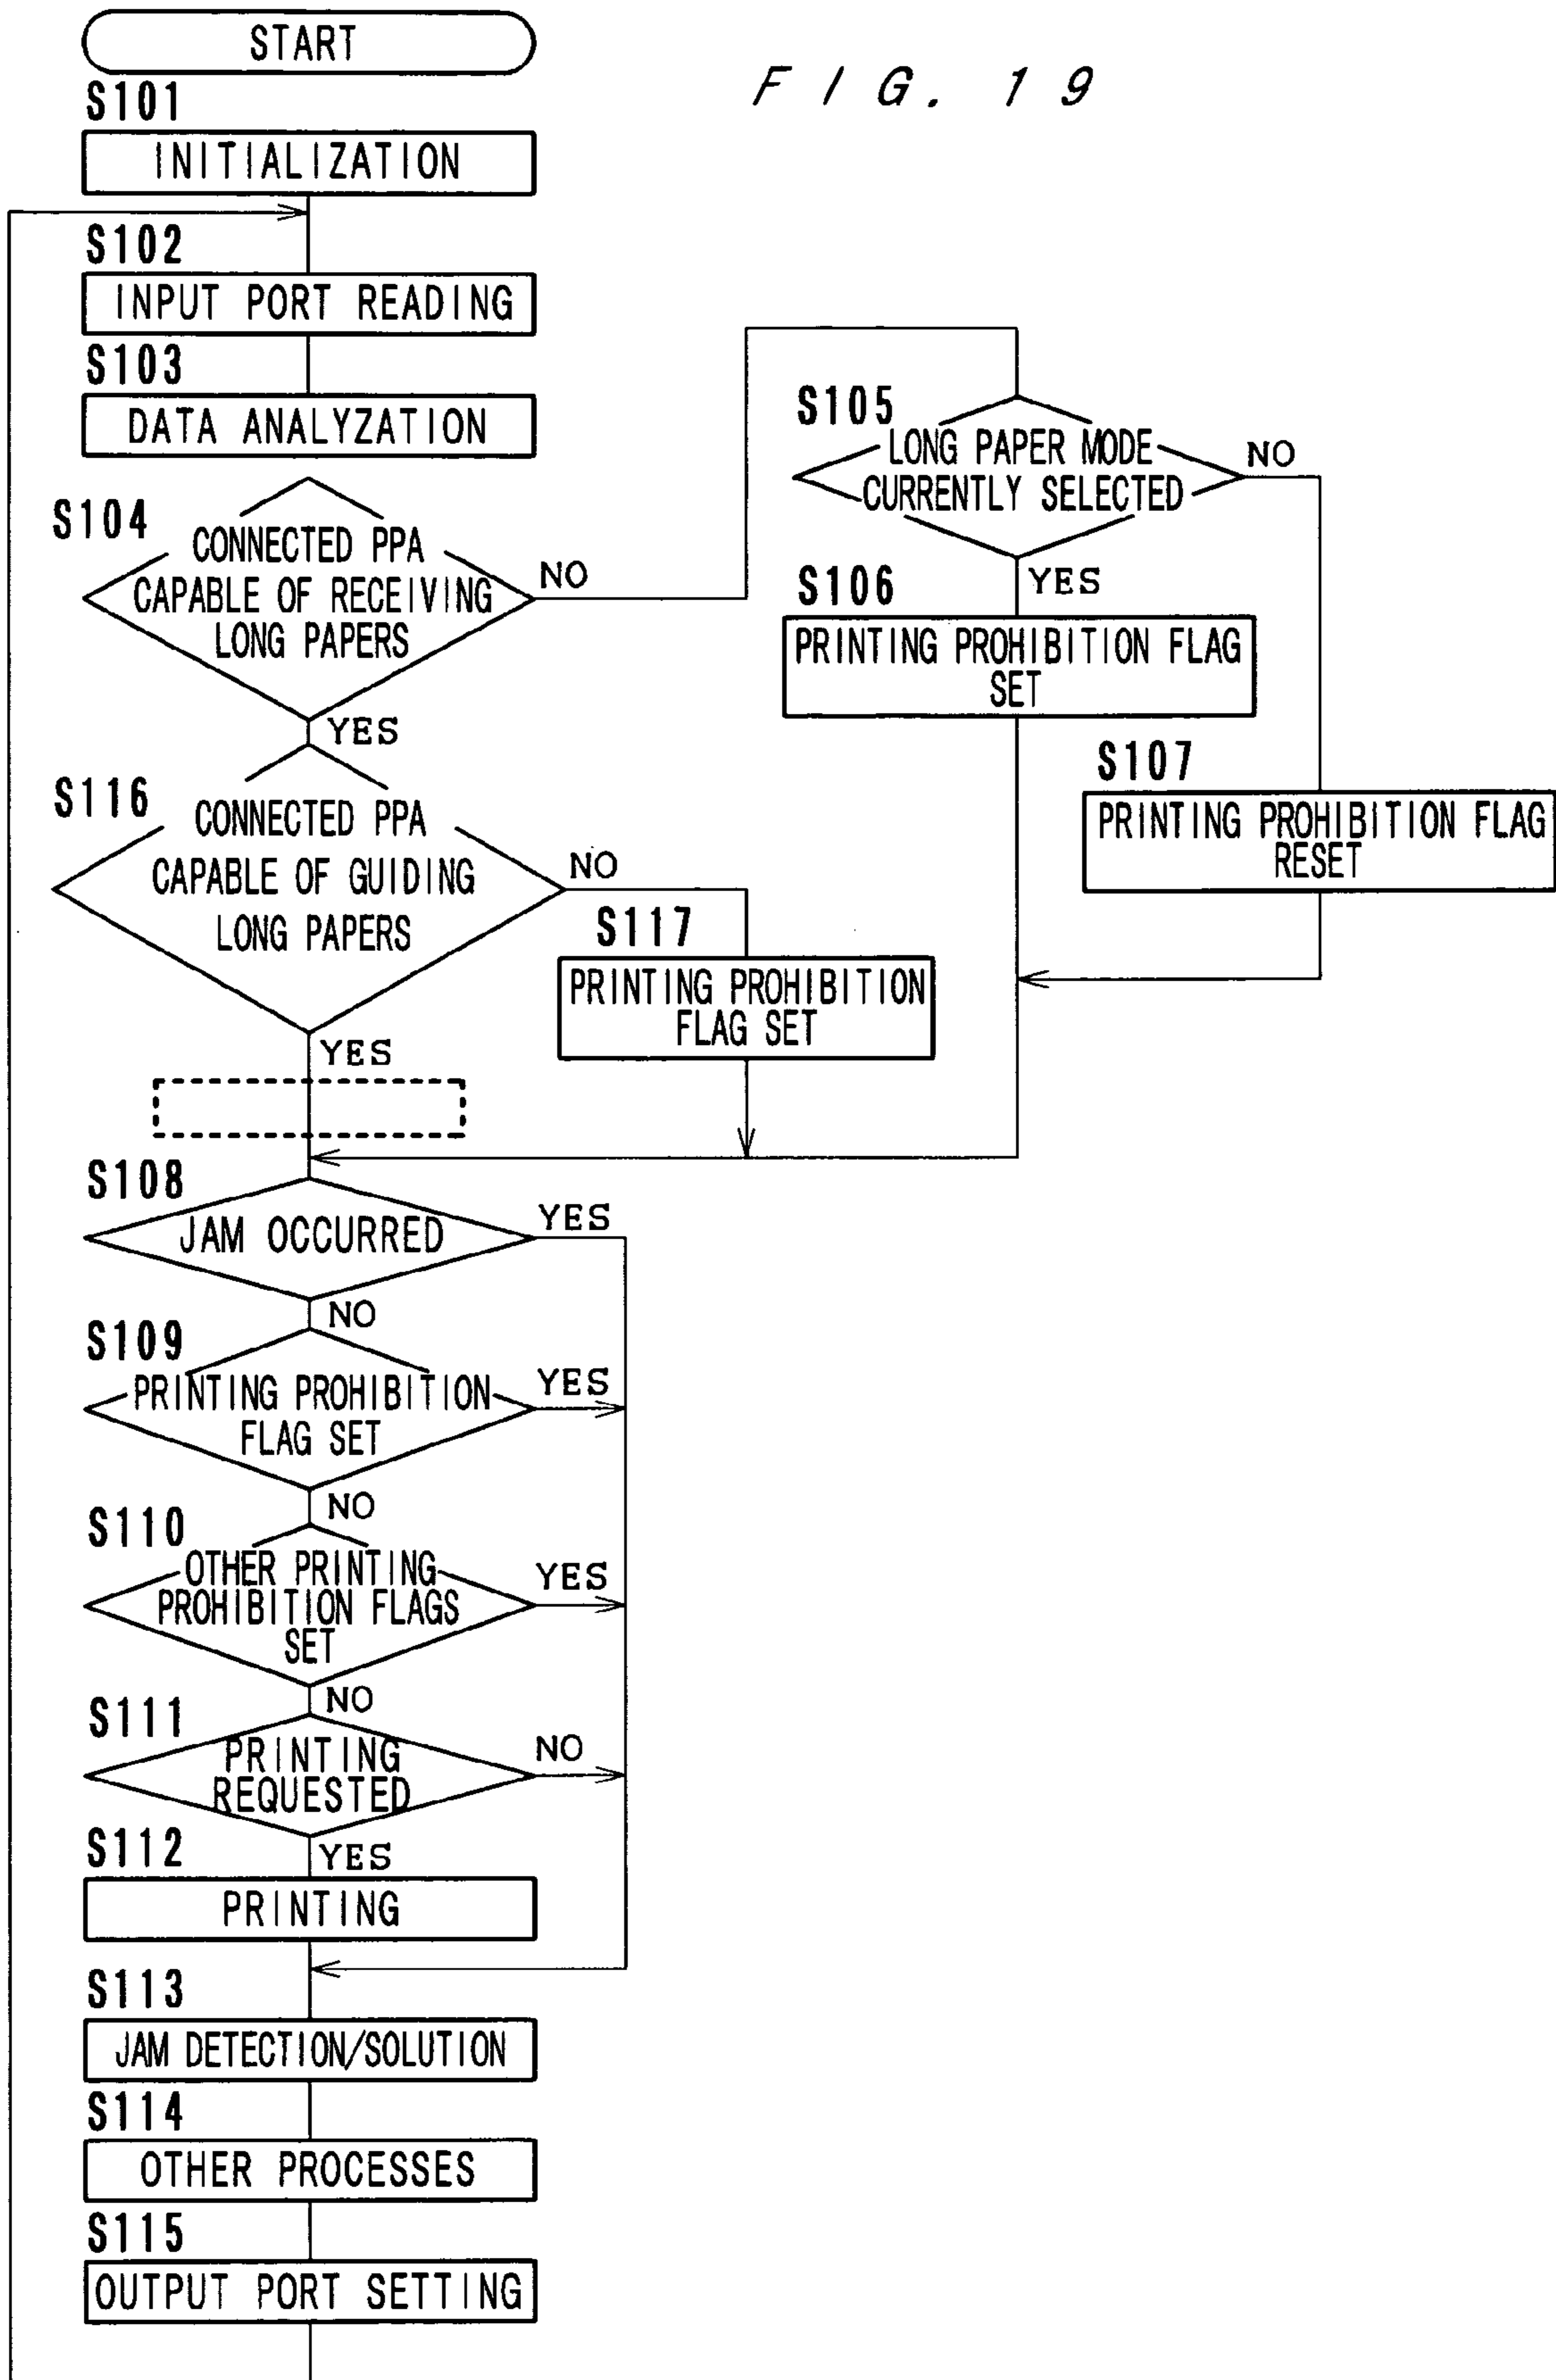 START
FIG. 19
S101
INITIALIZATION
S102
INPUT PORT READING
S103
DATA ANALYZATION
S104
CONNECTED PPA
CAPABLE OF RECEIVING
LONG PAPERS
NO
YES
S105
LONG PAPER MODE
CURRENTLY SELECTED
NO
YES
S106
PRINTING PROHIBITION FLAG
SET
S107
PRINTING PROHIBITION FLAG
RESET
S116
CONNECTED PPA
CAPABLE OF GUIDING
LONG PAPERS
NO
YES
S117
PRINTING PROHIBITION
FLAG SET
S108
JAM OCCURRED
YES
NO
S109
PRINTING PROHIBITION
FLAG SET
YES
NO
S110
OTHER PRINTING
PROHIBITION FLAGS
SET
YES
NO
S111
PRINTING
REQUESTED
NO
YES
S112
PRINTING
S113
JAM DETECTION/SOLUTION
S114
OTHER PROCESSES
S115
OUTPUT PORT SETTING